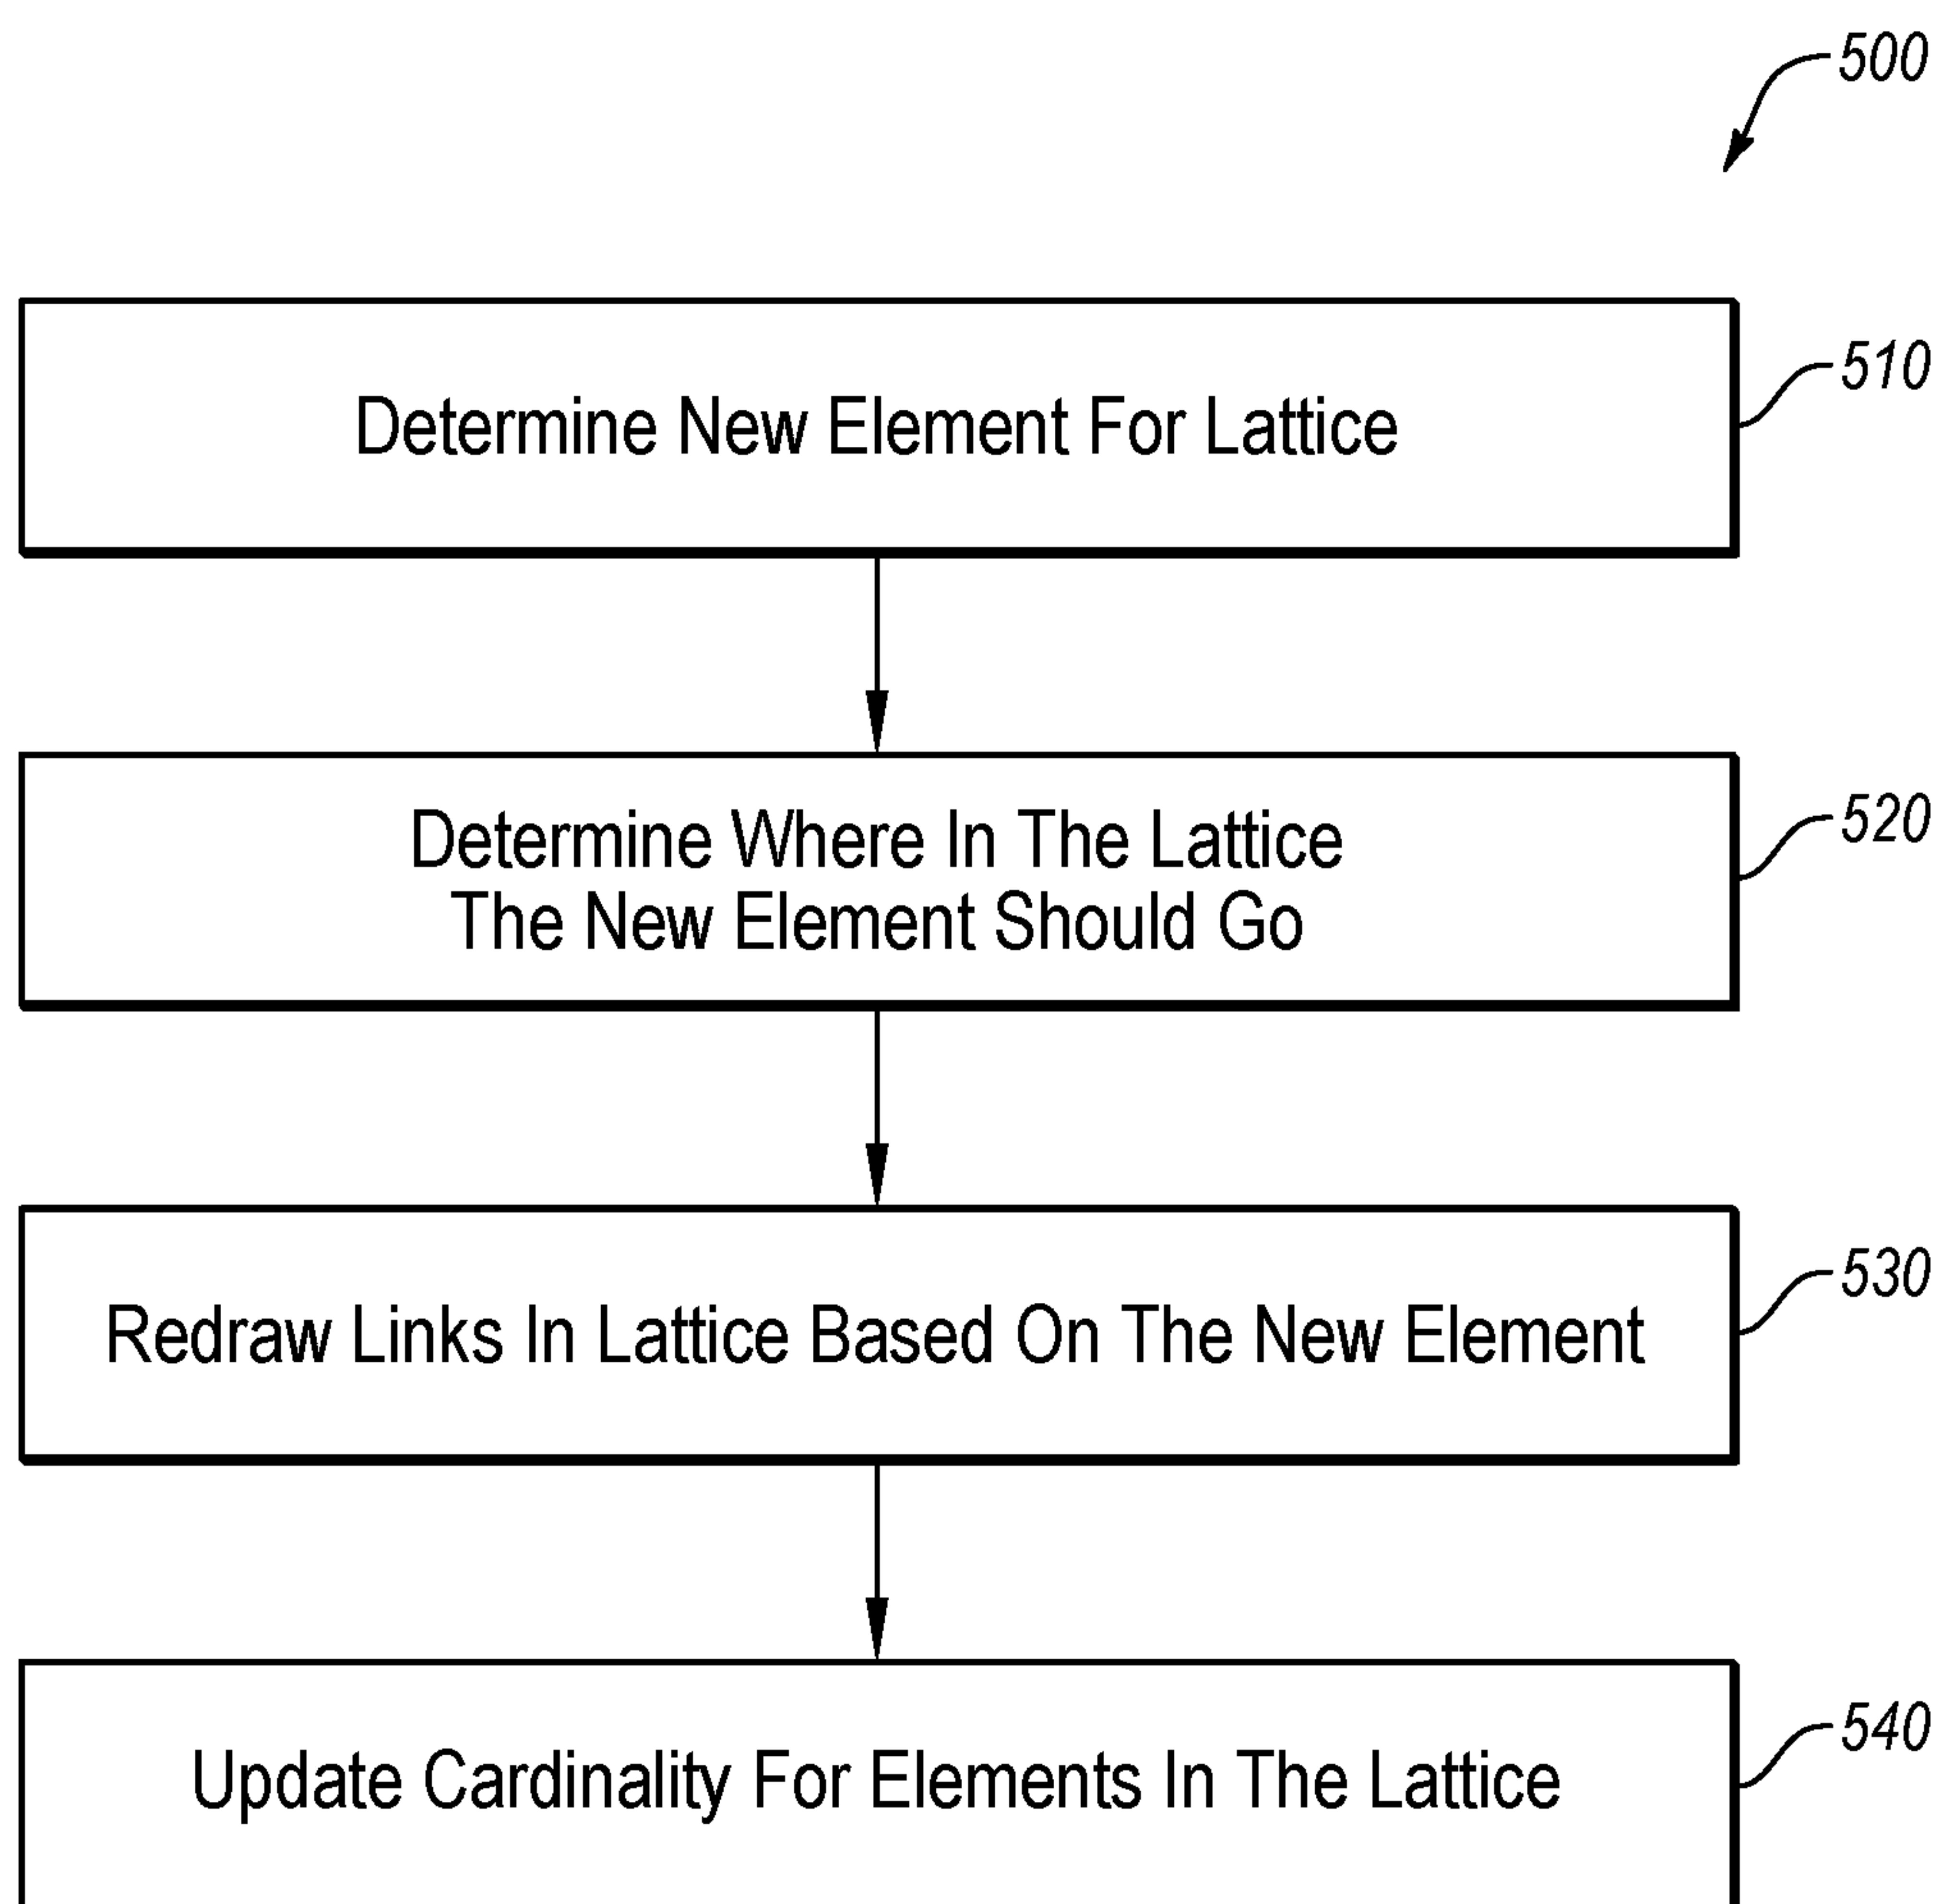 500
Determine New Element For Lattice
510
Determine Where In The Lattice
The New Element Should Go
520
Redraw Links In Lattice Based On The New Element
530
Update Cardinality For Elements In The Lattice
540